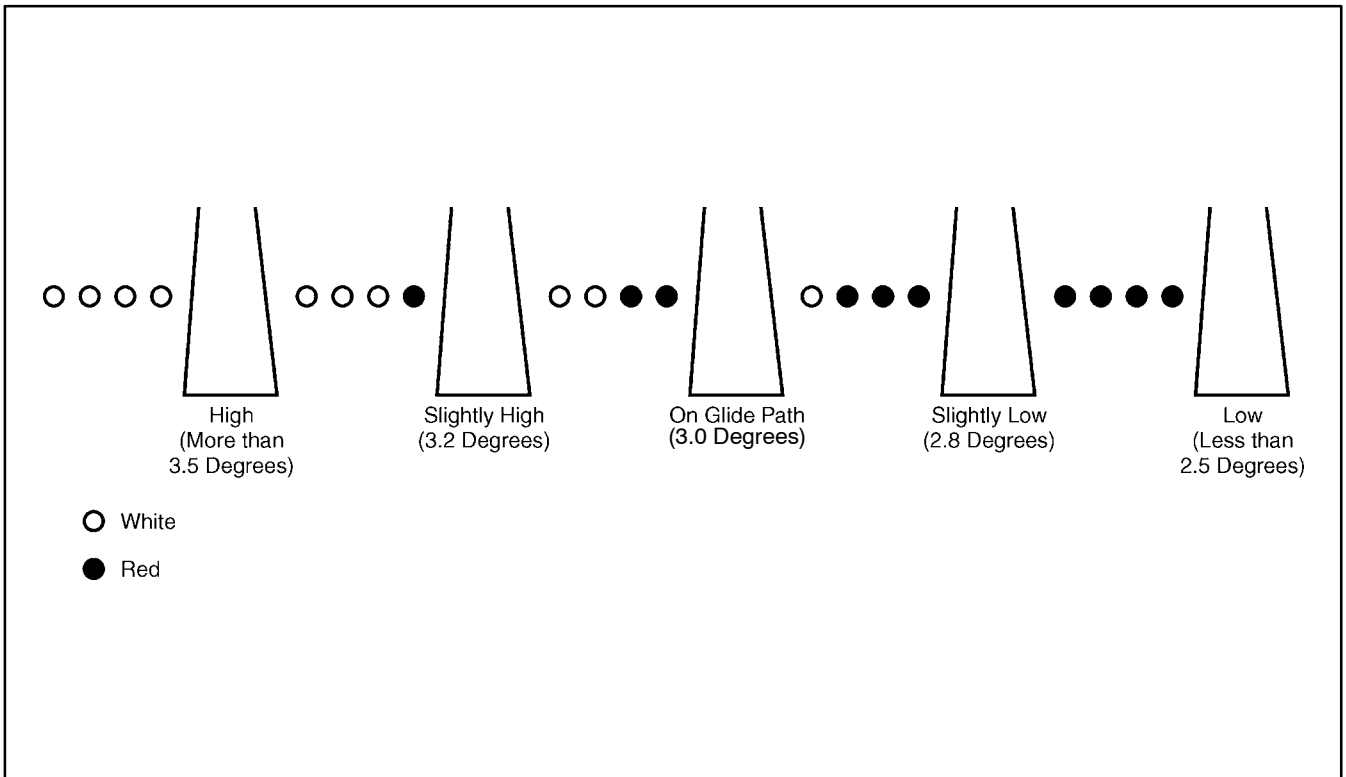 High
(More than
3.5 Degrees)
Slightly High
(3.2 Degrees)
On Glide Path
(3.0 Degrees)
Slightly Low
(2.8 Degrees)
Low
(Less than
2.5 Degrees)
White
Red